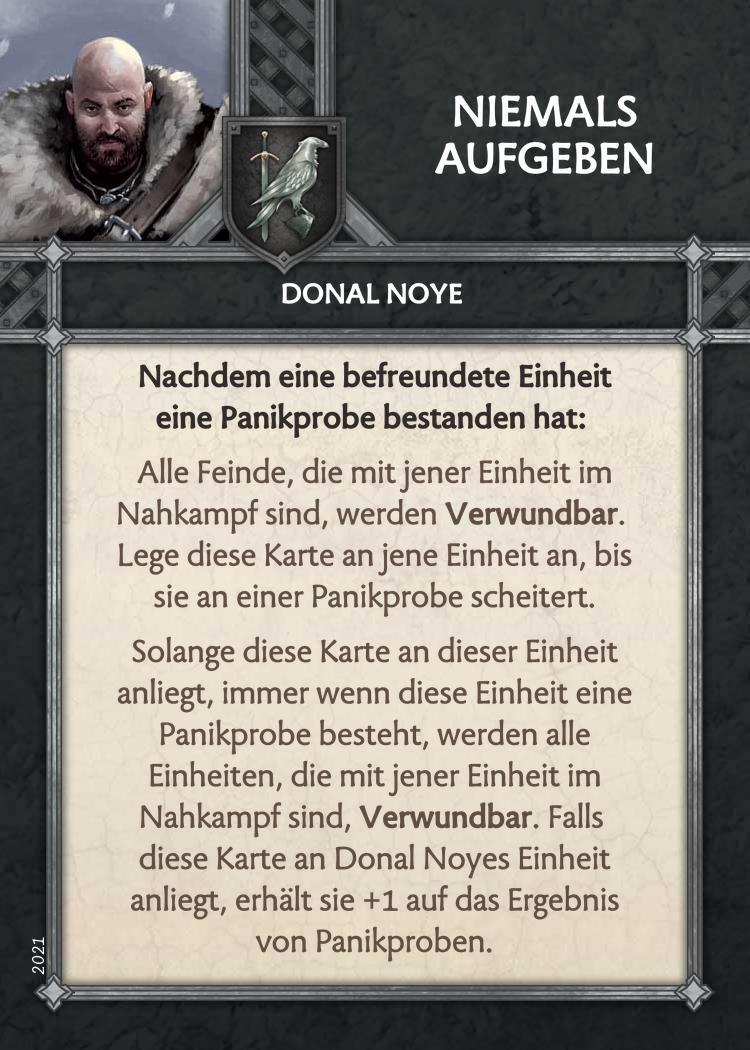 NIEMALS
AUFGEBEN
DONAL NOYE
Nachdem eine befreundete Einheit
eine Panikprobe bestanden hat:
Alle Feinde, die mit jener Einheit im
Nahkampf sind, werden Verwundbar.
Lege diese Karte an jene Einheit an, bis
sie an einer Panikprobe scheitert.
Solange diese Karte an dieser Einheit
anliegt, immer wenn diese Einheit eine
Panikprobe besteht, werden alle
Einheiten, die mit jener Einheit im
Nahkampf sind, Verwundbar. Falls
diese Karte an Donal Noyes Einheit
anliegt, erhält sie +1 auf das Ergebnis
von Panikproben.
2021